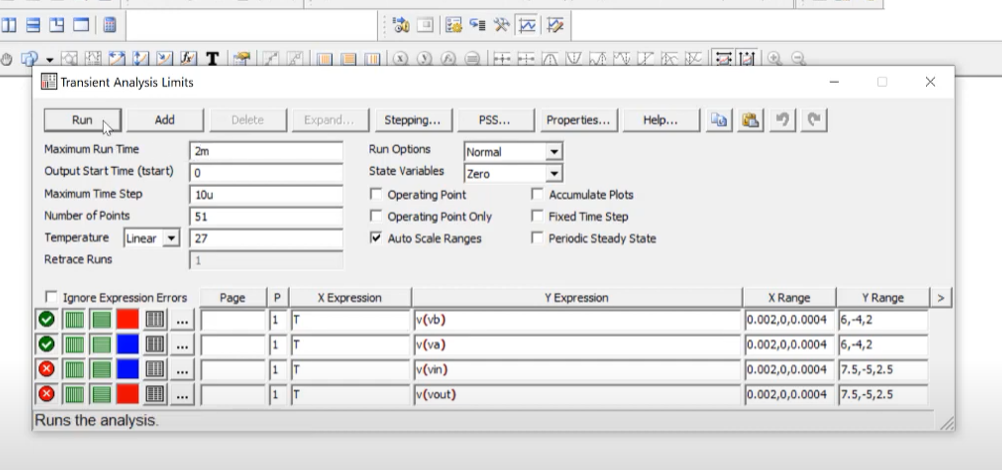 T
Transient Analysis Limits
Run Add Delete Expand... Stepping... PSS... Properties... Help...
Maximum Run Time 2m Run Options Normal
Output Start Time (tstart) 0 State Variables Zero
Maximum Time Step 10u Operating Point Accumulate Plots
Number of Points 51 Operating Point Only Fixed Time Step
Temperature Linear 27 Auto Scale Ranges Periodic Steady State
Retrace Runs 1
Ignore Expression Errors Page P X Expression Y Expression X Range Y Range >
... 1 T v(vb) 0.002,0,0.0004 6,-4,2
... 1 T v(va) 0.002,0,0.0004 6,-4,2
... 1 T v(vin) 0.002,0,0.0004 7.5,-5,2.5
... 1 T v(vout) 0.002,0,0.0004 7.5,-5,2.5
Runs the analysis.